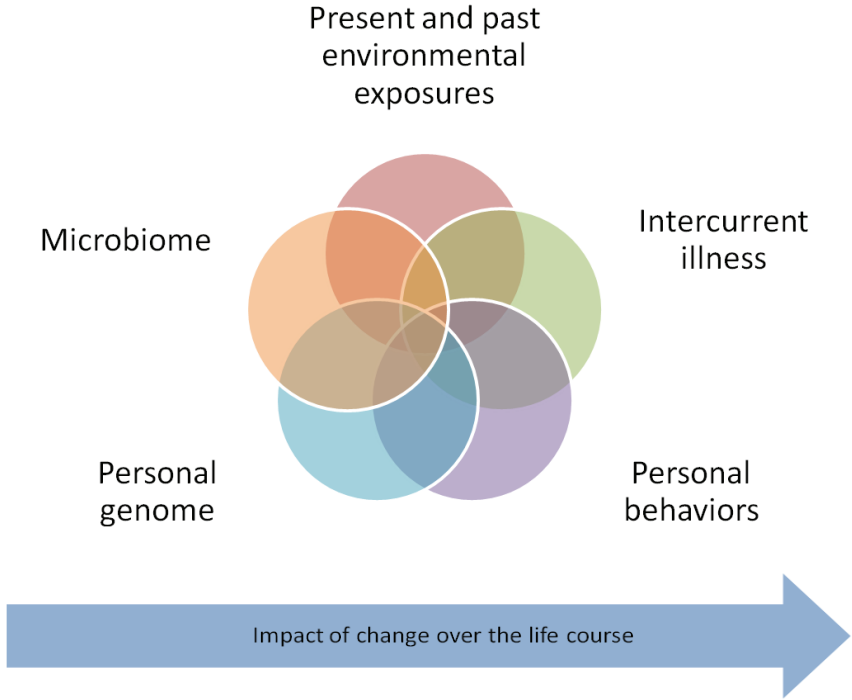 Present and past
environmental
exposures
Microbiome
Intercurrent
illness
Personal
genome
Personal
behaviors
Impact of change over the life course